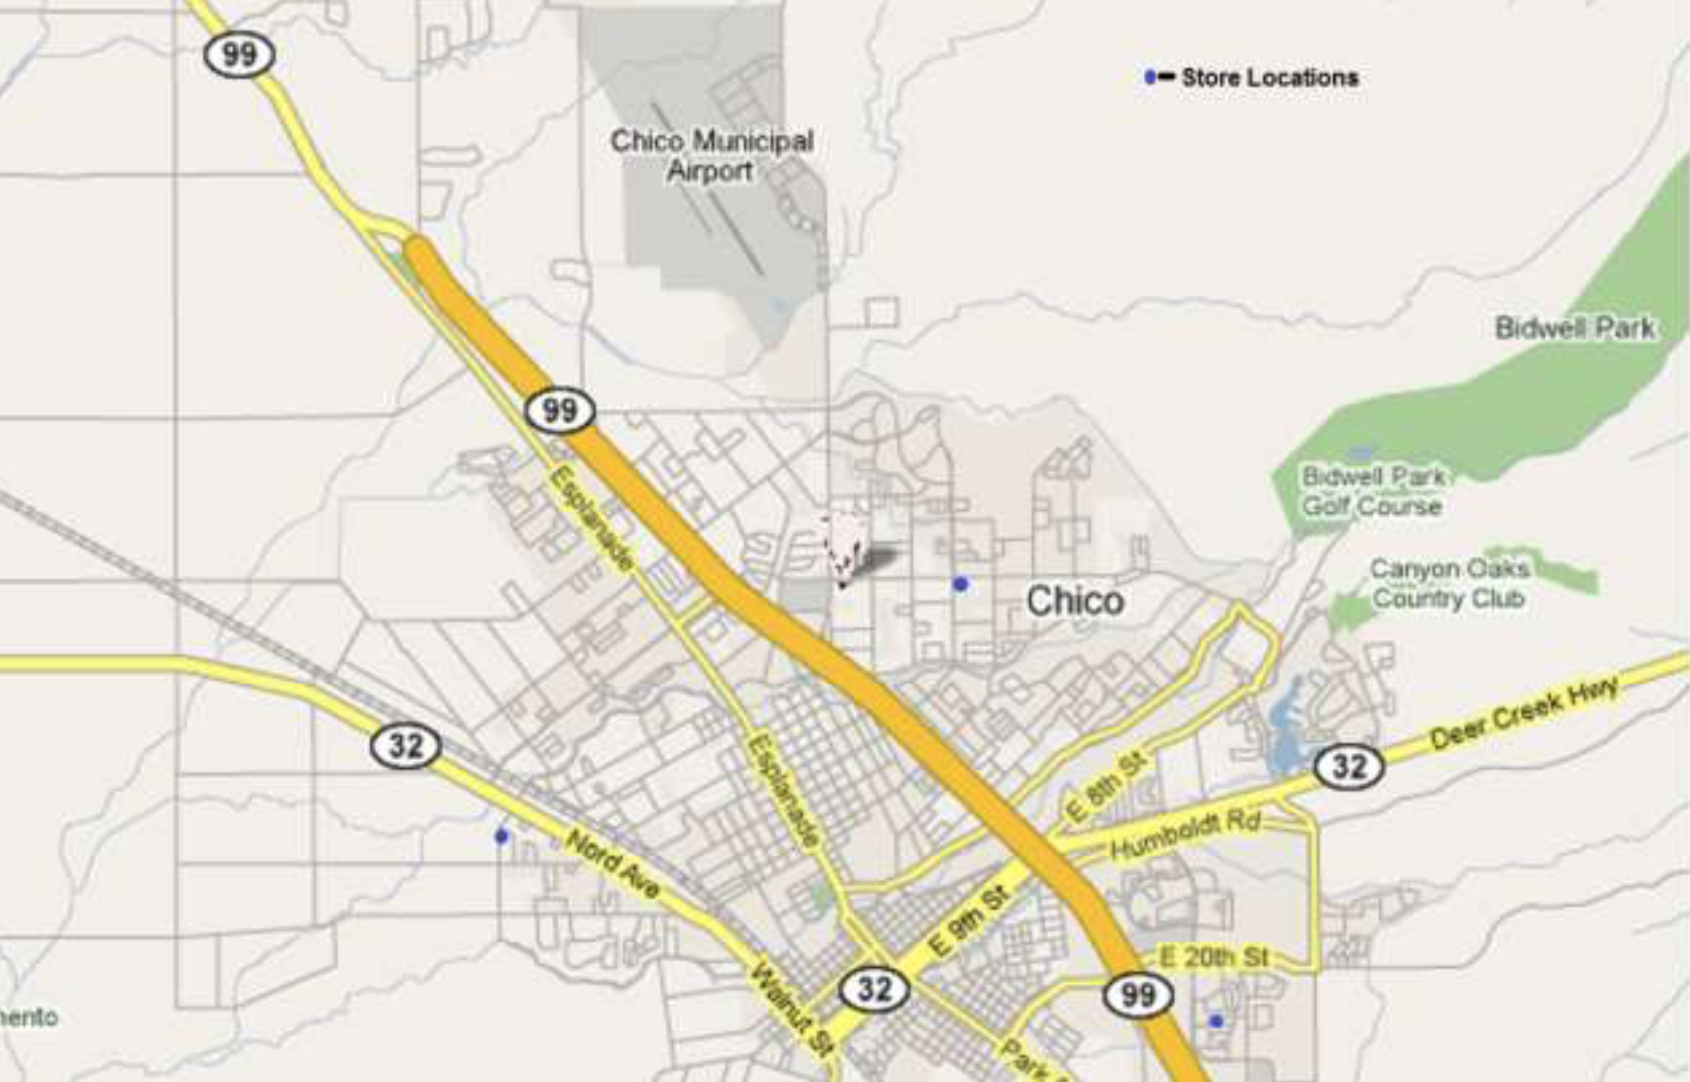 99
Store Locations
Chico Municipal
Airport
Bidwell Park
99
Esplanade
Bidwell Park
Golf Course
Canyon Oaks
Country Club
Chico
Deer Creek Hwy
32
32
Esplanade
E 8th St
Humboldt Rd
Nord Ave
E 9th St
E 20th St
Walnut St
32
99
ento
Park